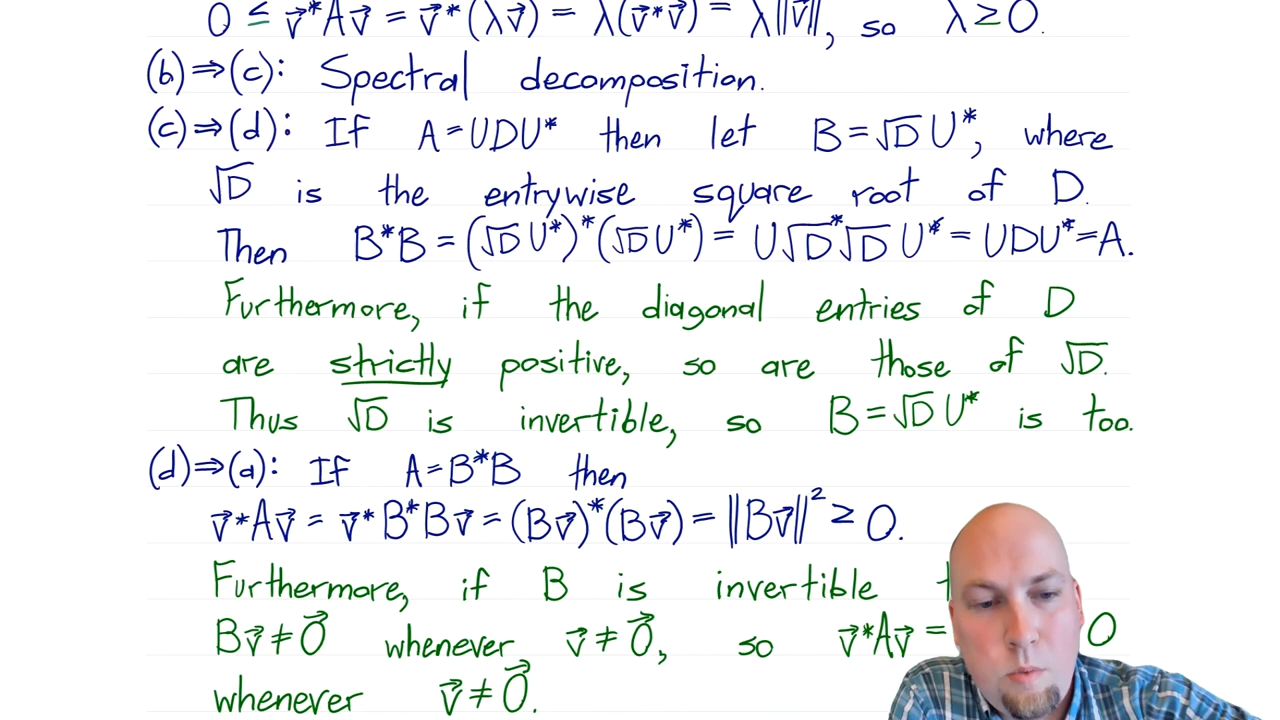 0 ≤ v⃗*Av⃗ = v⃗*(λv⃗) = λ(v⃗*v⃗) = λ‖v⃗‖, so λ ≥ 0.
(b)⇒(c): Spectral decomposition.
(c)⇒(d): If A=UDU* then let B=√D U*, where
√D is the entrywise square root of D.
Then B*B = (√D U*)*(√D U*) = U√D*√D U* = UDU* = A.
Furthermore, if the diagonal entries of D
are strictly positive, so are those of √D.
Thus √D is invertible, so B=√D U* is too.
(d)⇒(a): If A=B*B then
v⃗*Av⃗ = v⃗*B*Bv⃗ = (Bv⃗)*(Bv⃗) = ‖Bv⃗‖² ≥ 0.
Furthermore, if B is invertible
Bv⃗≠0⃗ whenever v⃗≠0⃗, so v⃗*Av⃗ = 0
whenever v⃗≠0⃗.